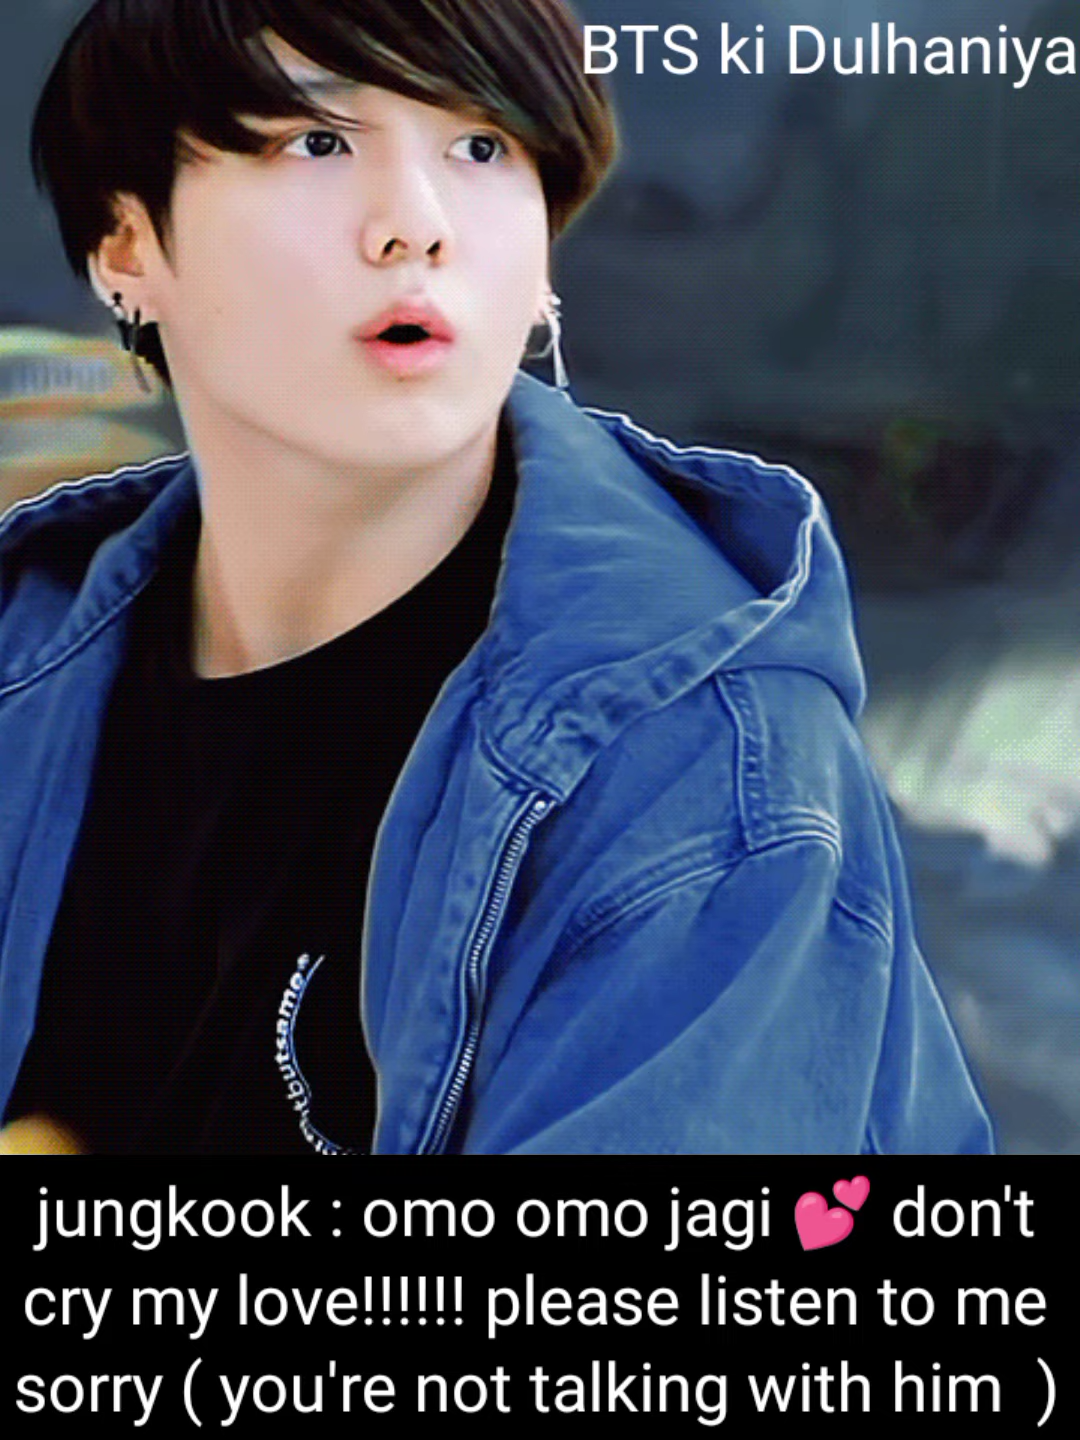 BTS ki Dulhaniya
butsame
jungkook : omo omo jagi 💕 don't
cry my love!!!!!! please listen to me
sorry ( you're not talking with him )